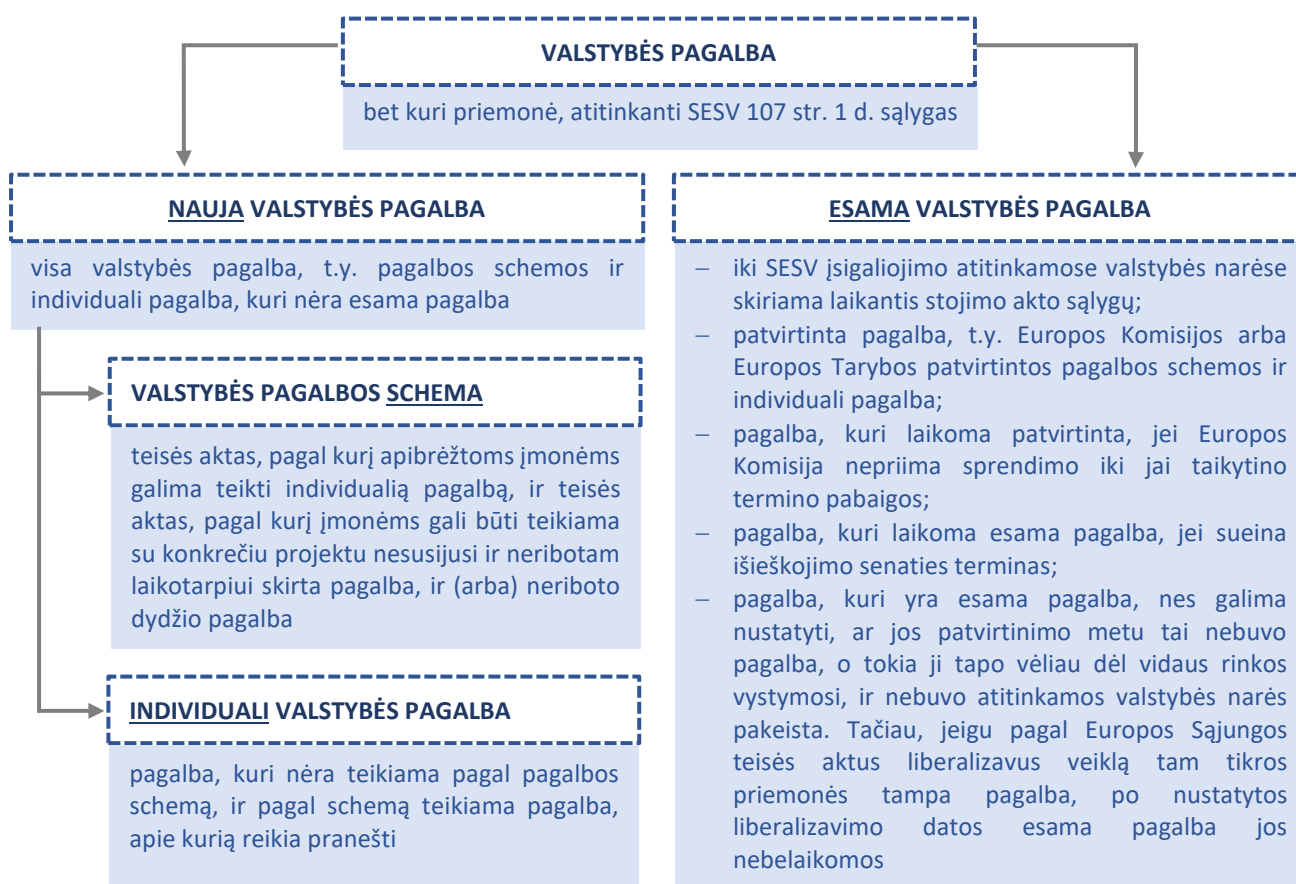 VALSTYBĖS PAGALBA
bet kuri priemonė, atitinkanti SESV 107 str. 1 d. sąlygas
NAUJA VALSTYBĖS PAGALBA
visa valstybės pagalba, t.y. pagalbos schemos ir
individuali pagalba, kuri nėra esama pagalba
VALSTYBĖS PAGALBOS SCHEMA
teisės aktas, pagal kurį apibrėžtoms įmonėms
galima teikti individualią pagalbą, ir teisės
aktas, pagal kurį įmonėms gali būti teikiama
su konkrečiu projektu nesusijusi ir neribotam
laikotarpiui skirta pagalba, ir (arba) neriboto
dydžio pagalba
INDIVIDUALI VALSTYBĖS PAGALBA
pagalba, kuri nėra teikiama pagal pagalbos
schemą, ir pagal schemą teikiama pagalba,
apie kurią reikia pranešti
ESAMA VALSTYBĖS PAGALBA
– iki SESV įsigaliojimo atitinkamose valstybės narėse
skiriama laikantis stojimo akto sąlygų;
– patvirtinta pagalba, t.y. Europos Komisijos arba
Europos Tarybos patvirtintos pagalbos schemos ir
individuali pagalba;
– pagalba, kuri laikoma patvirtinta, jei Europos
Komisija nepriima sprendimo iki jai taikytino
termino pabaigos;
– pagalba, kuri laikoma esama pagalba, jei sueina
išieškojimo senaties terminas;
– pagalba, kuri yra esama pagalba, nes galima
nustatyti, ar jos patvirtinimo metu tai nebuvo
pagalba, o tokia ji tapo vėliau dėl vidaus rinkos
vystymosi, ir nebuvo atitinkamos valstybės narės
pakeista. Tačiau, jeigu pagal Europos Sąjungos
teisės aktus liberalizavus veiklą tam tikros
priemonės tampa pagalba, po nustatytos
liberalizavimo datos esama pagalba jos
nebelaikomos